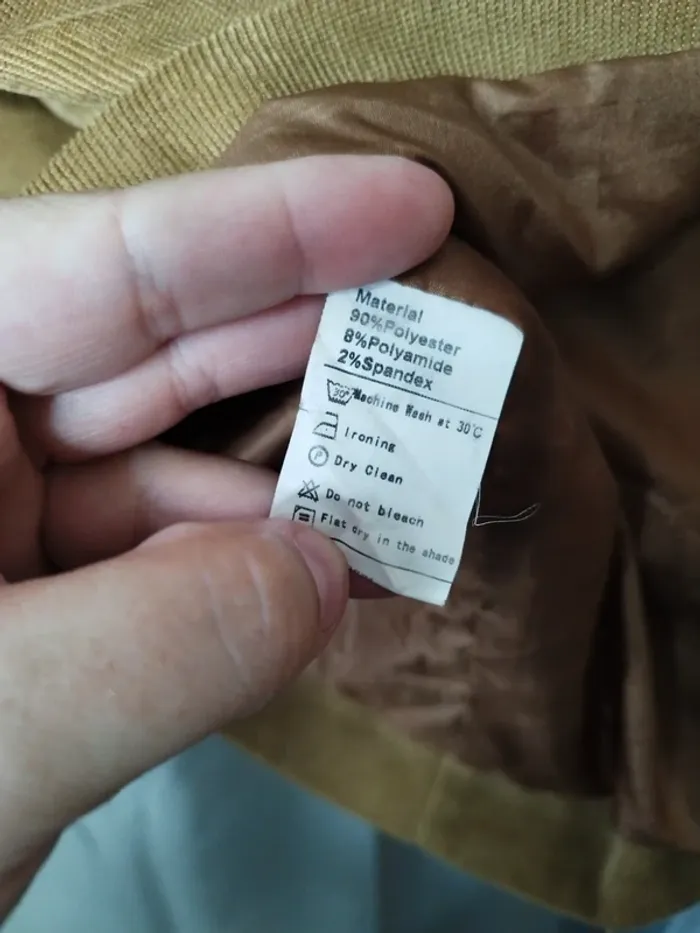 Material
90%Polyester
8%Polyamide
2%Spandex
30° Machine Wash at 30℃
Ironing
P Dry Clean
Do not bleach
Flat dry in the shade